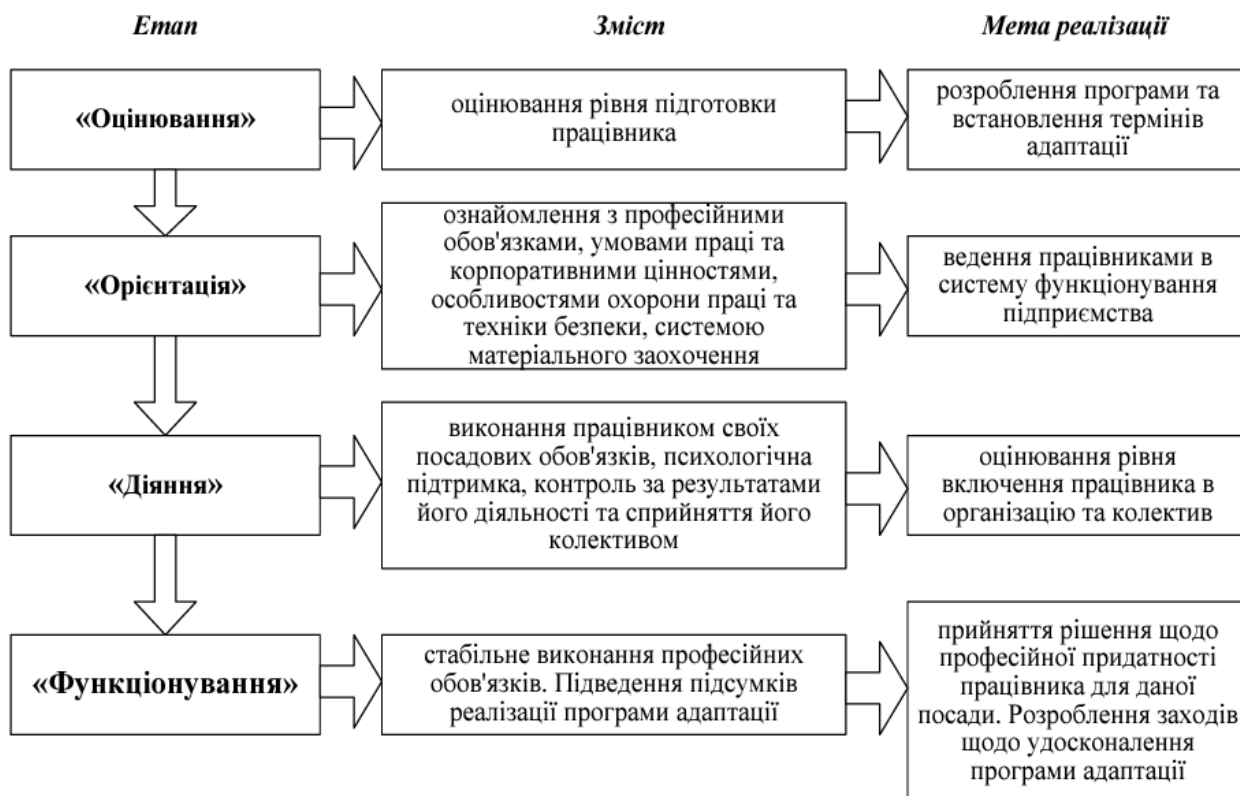 Етап
Зміст
Мета реалізації
«Оцінювання»
оцінювання рівня підготовки
працівника
розроблення програми та
встановлення термінів
адаптації
«Орієнтація»
ознайомлення з професійними
обов'язками, умовами праці та
корпоративними цінностями,
особливостями охорони праці та
техніки безпеки, системою
матеріального заохочення
ведення працівниками в
систему функціонування
підприємства
«Діяння»
виконання працівником своїх
посадових обов'язків, психологічна
підтримка, контроль за результатами
його діяльності та сприйняття його
колективом
оцінювання рівня
включення працівника в
організацію та колектив
«Функціонування»
стабільне виконання професійних
обов'язків. Підведення підсумків
реалізації програми адаптації
прийняття рішення щодо
професійної придатності
працівника для даної
посади. Розроблення заходів
щодо удосконалення
програми адаптації